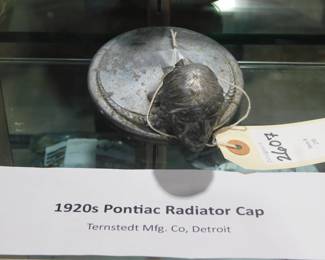 2607
1920s Pontiac Radiator Cap
Ternstedt Mfg. Co, Detroit